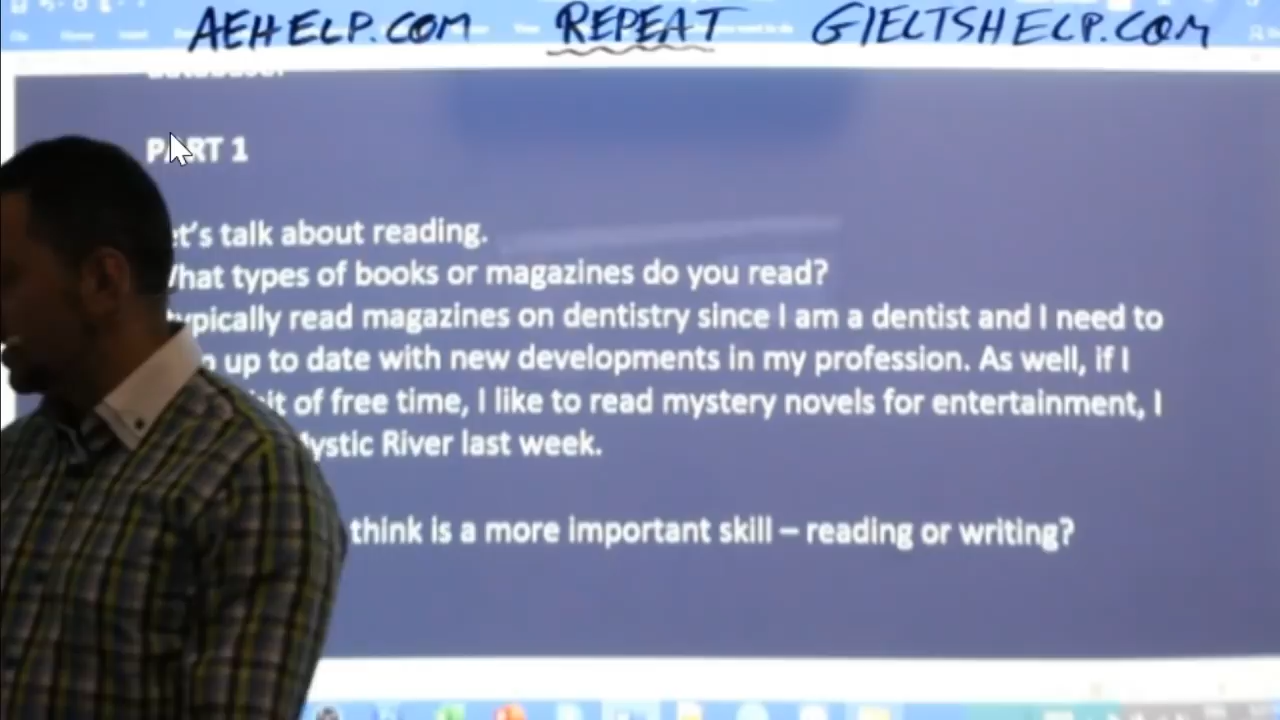 AEHELP.COM REPEAT GIELTSHELP.COM
PART 1
et's talk about reading.
hat types of books or magazines do you read?
typically read magazines on dentistry since I am a dentist and I need to
up to date with new developments in my profession. As well, if I
bit of free time, I like to read mystery novels for entertainment, I
Mystic River last week.
think is a more important skill – reading or writing?